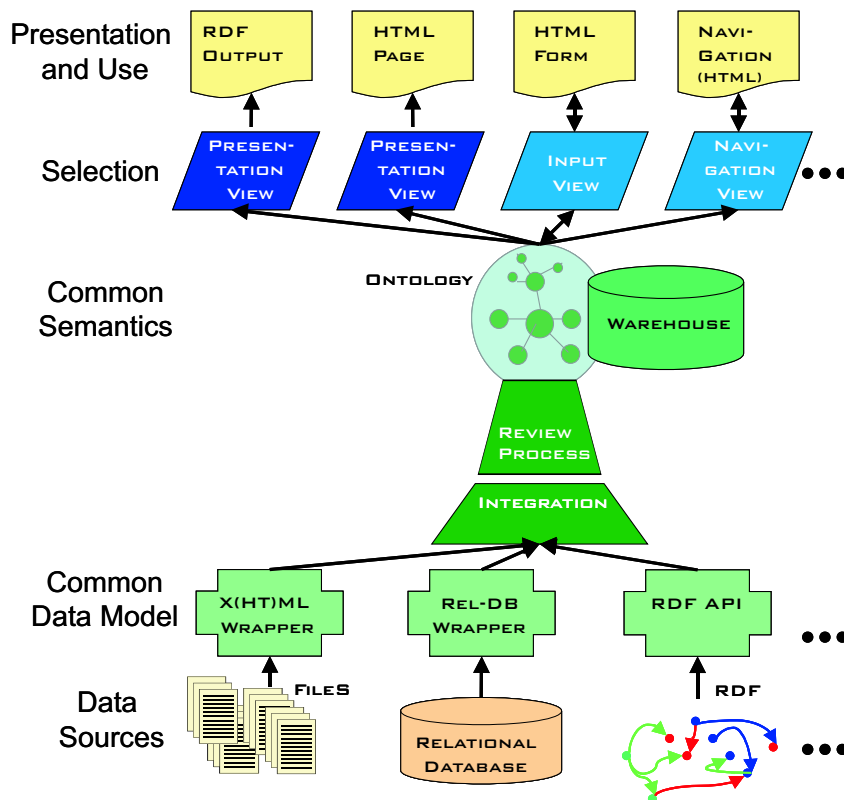 Presentation
and Use
RDF
OUTPUT
HTML
PAGE
HTML
FORM
NAVI-
GATION
(HTML)
Selection
PRESEN-
TATION
VIEW
PRESEN-
TATION
VIEW
INPUT
VIEW
NAVI-
GATION
VIEW
Common
Semantics
ONTOLOGY
WAREHOUSE
REVIEW
PROCESS
INTEGRATION
Common
Data Model
X(HT)ML
WRAPPER
REL-DB
WRAPPER
RDF API
Data
Sources
FILES
RELATIONAL
DATABASE
RDF